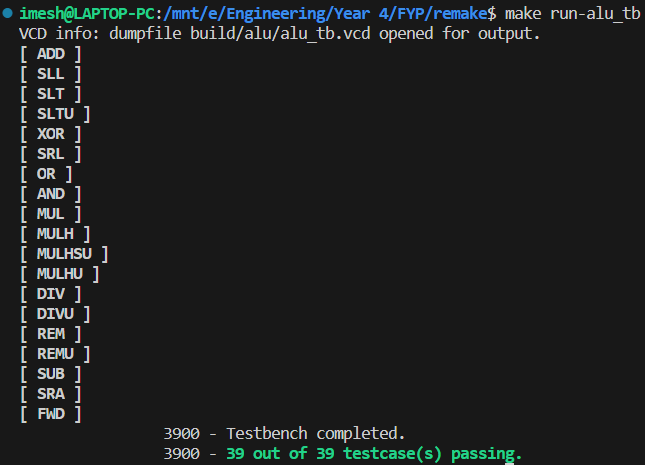 imesh@LAPTOP-PC:/mnt/e/Engineering/Year 4/FYP/remake$ make run-alu_tb
VCD info: dumpfile build/alu/alu_tb.vcd opened for output.
[ ADD ]
[ SLL ]
[ SLT ]
[ SLTU ]
[ XOR ]
[ SRL ]
[ OR ]
[ AND ]
[ MUL ]
[ MULH ]
[ MULHSU ]
[ MULHU ]
[ DIV ]
[ DIVU ]
[ REM ]
[ REMU ]
[ SUB ]
[ SRA ]
[ FWD ]
3900 - Testbench completed.
3900 - 39 out of 39 testcase(s) passing.